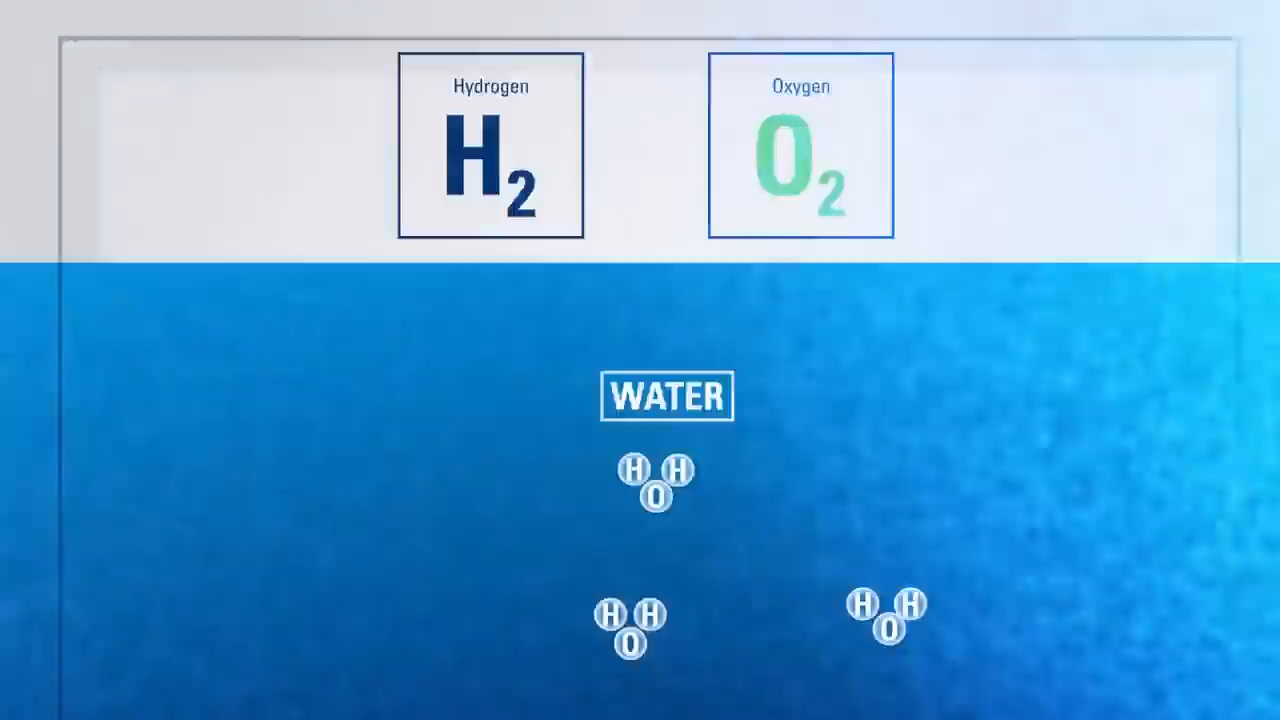 Hydrogen
H2
Oxygen
O2
WATER
H H
O
H H
O
H H
O